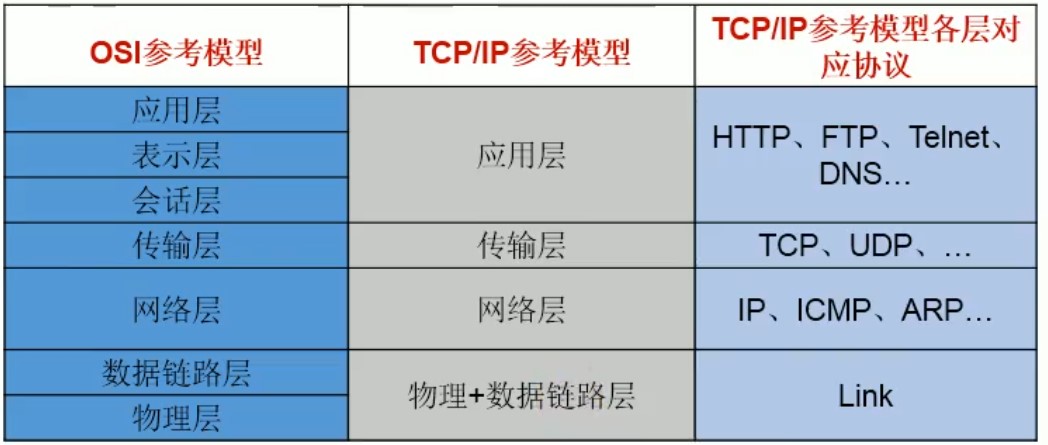 OSI参考模型
TCP/IP参考模型
TCP/IP参考模型各层对
应协议
应用层
表示层
会话层
应用层
HTTP、FTP、Telnet、
DNS…
传输层
传输层
TCP、UDP、…
网络层
网络层
IP、ICMP、ARP…
数据链路层
物理层
物理+数据链路层
Link